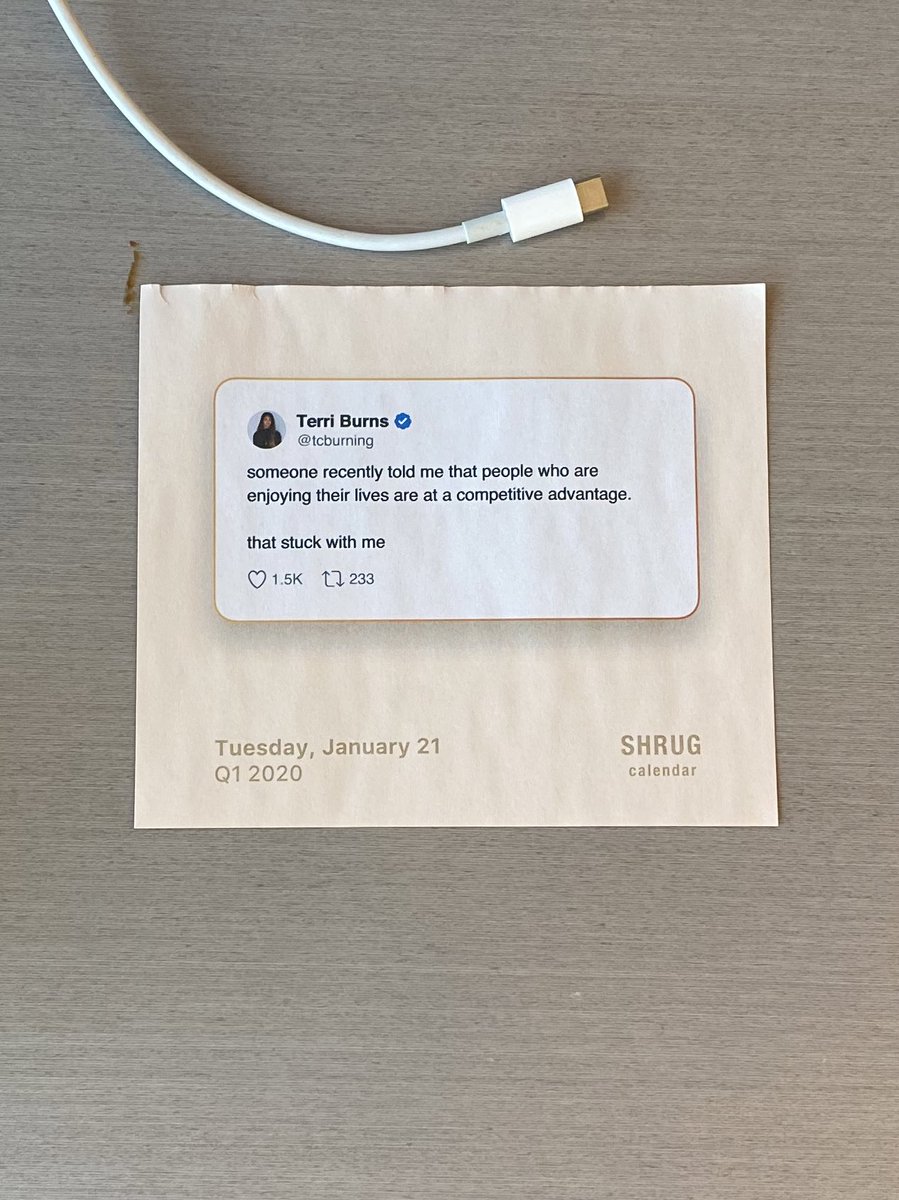 Terri Burns
@tcburning
someone recently told me that people who are
enjoying their lives are at a competitive advantage.
that stuck with me
1.5K 233
Tuesday, January 21
Q1 2020
SHRUG
calendar